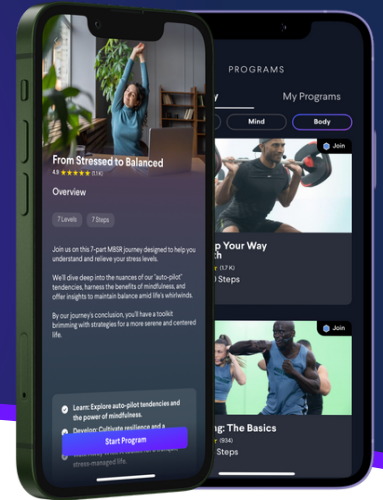 From Stressed to Balanced
4.9 ★★★★★ (1.1 K)
Overview
7 Levels
7 Steps
Join us on this 7-part MBSR journey designed to help you
understand and relieve your stress levels.
We'll dive deep into the nuances of our "auto-pilot"
tendencies, harness the benefits of mindfulness, and
offer insights to maintain balance amid life's whirlwinds.
By our journey's conclusion, you'll have a toolkit
brimming with strategies for a more serene and centered
life.
Learn: Explore auto-pilot tendencies and
the power of mindfulness.
Develop: Cultivate resilience and a
Start Program
stress-managed life.
PROGRAMS
My Programs
Mind
Body
Join
p Your Way
(1.7 K)
Steps
Join
g: The Basics
(934)
Steps